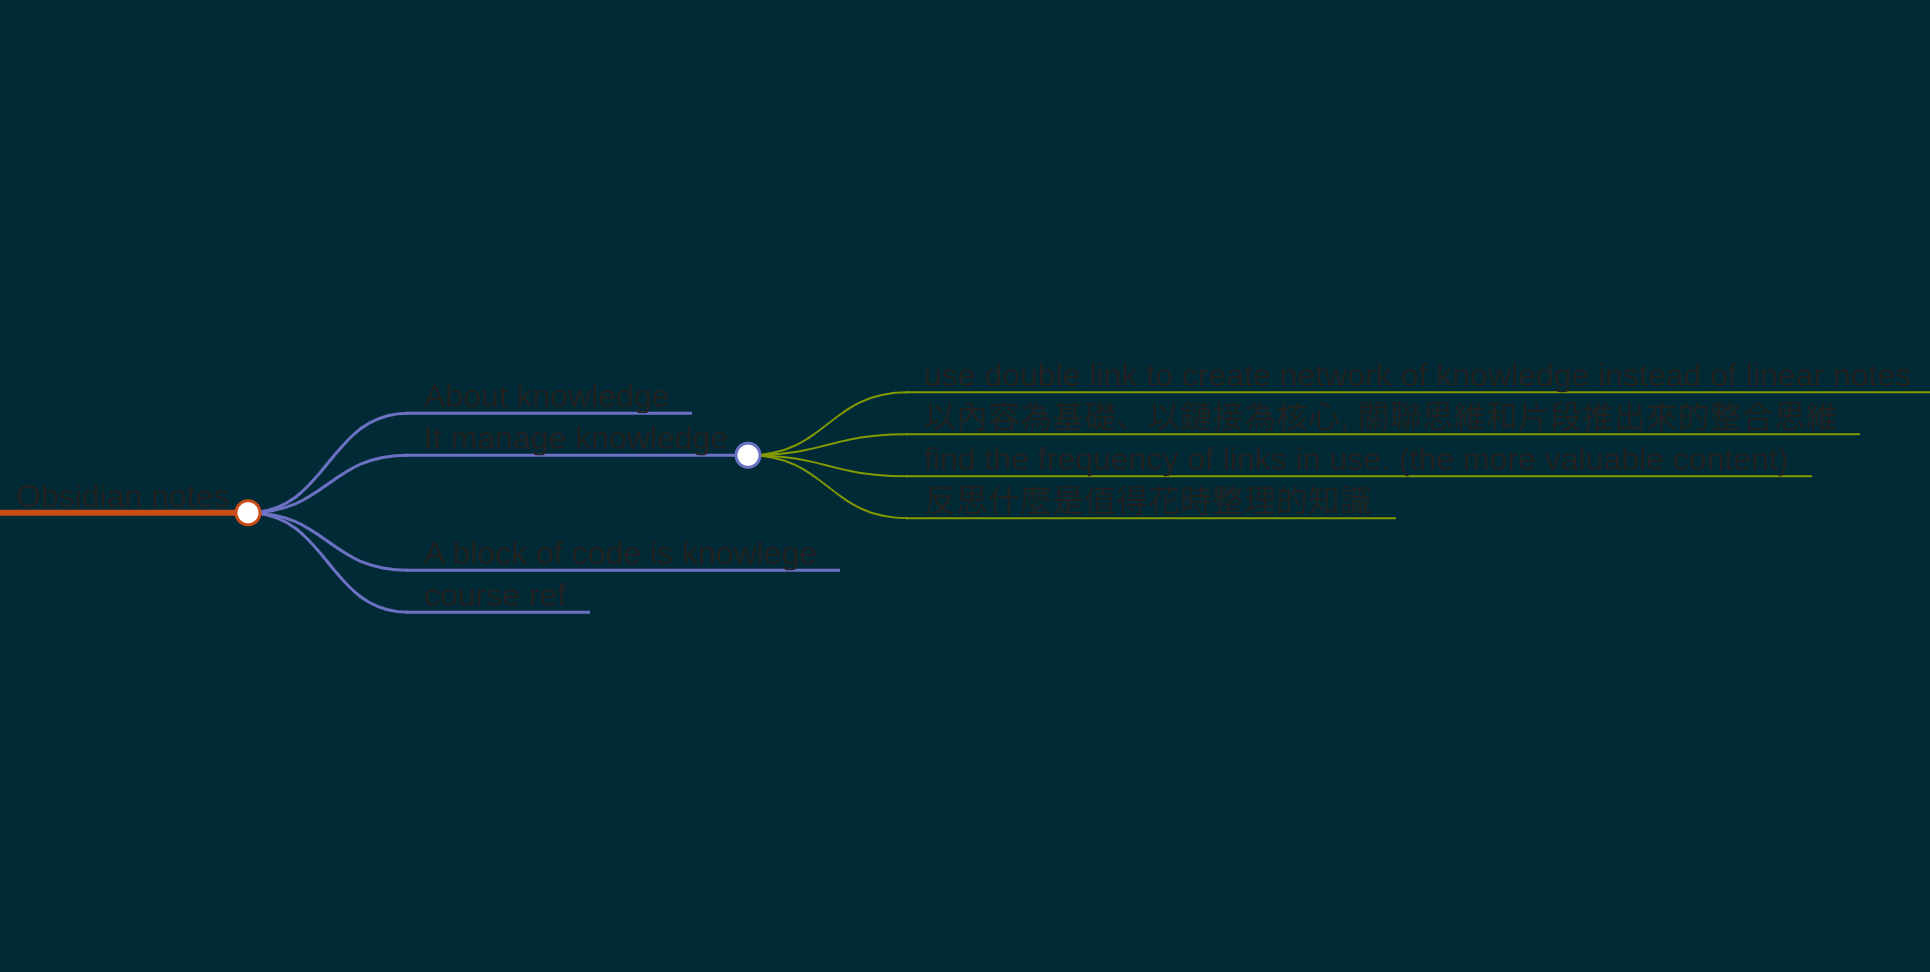 Obsidian notes
About knowledge
It manage knowledge
use double link to create network of knowledge instead of linear notes
以內容為基礎、以鏈接為核心, 關聯思維和片段推出來的整合思維
find the frequency of links in use. (the more valuable content)
反思什麼是值得花時整理的知識
A block of code is knowlege
course ref